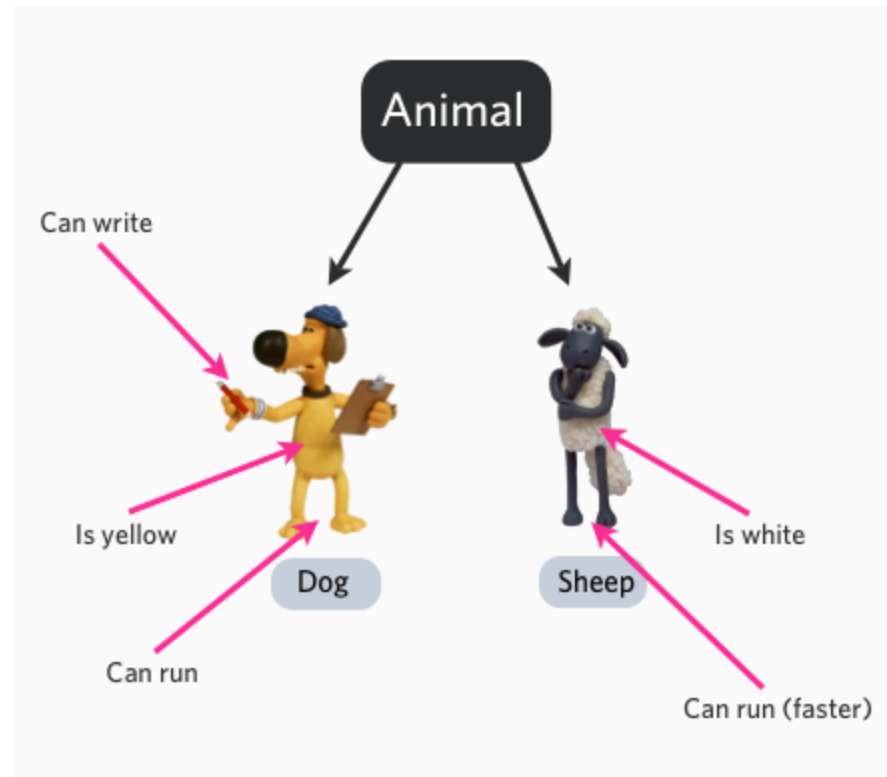 Animal
Can write
Is yellow
Is white
Dog
Sheep
Can run
Can run (faster)